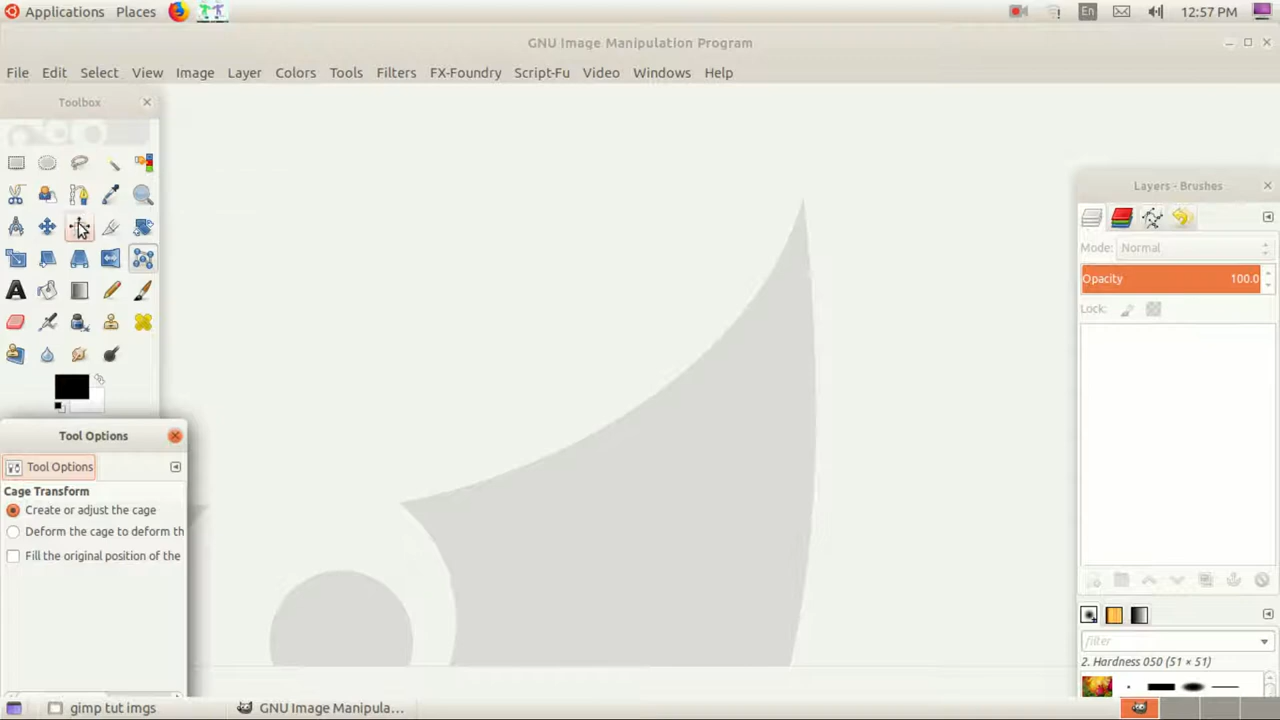 Applications Places En 12:57 PM
GNU Image Manipulation Program
File Edit Select View Image Layer Colors Tools Filters FX-Foundry Script-Fu Video Windows Help
Toolbox
Layers - Brushes
Mode: Normal
Opacity 100.0
Lock:
Tool Options
Tool Options
Cage Transform
Create or adjust the cage
Deform the cage to deform th
Fill the original position of the
filter
2. Hardness 050 (51 × 51)
gimp tut imgs GNU Image Manipula...